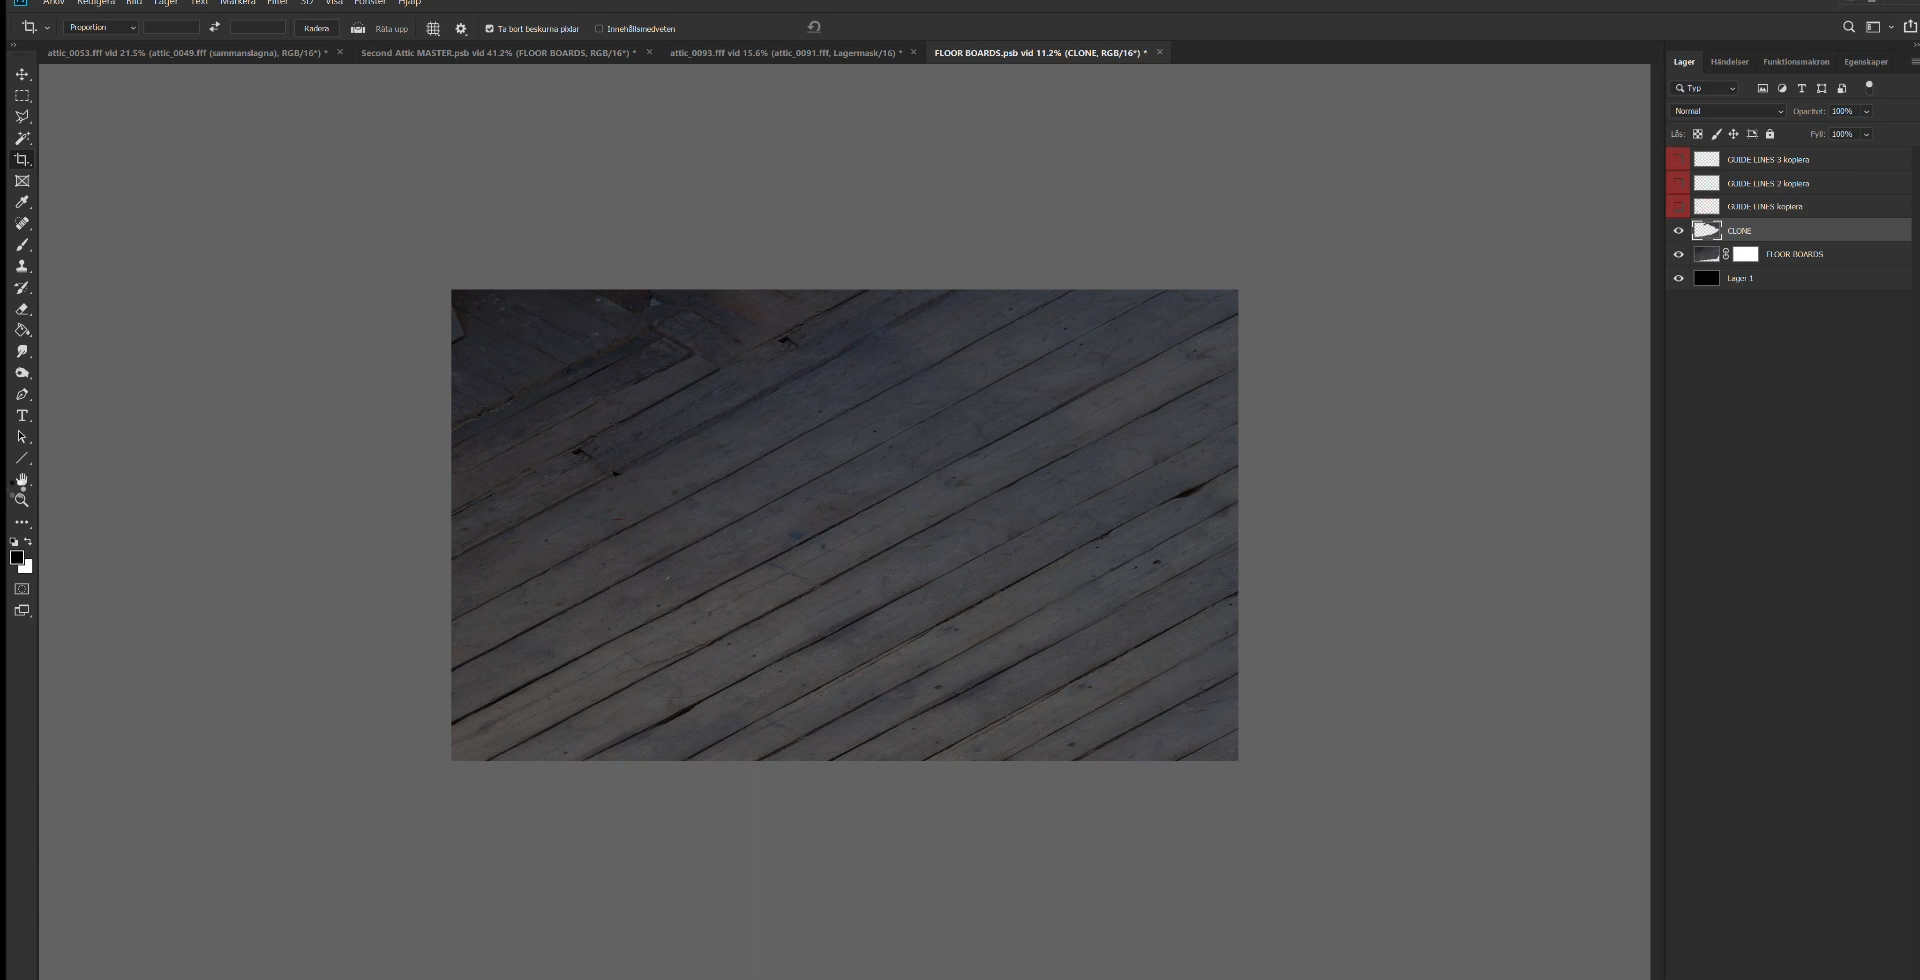 Arkiv Redigera Bild Lager Text Markera Filter 3D Visa Fönster Hjälp
Proportion Radera Räta upp Ta bort beskurna pixlar Innehållsmedveten
attic_0053.fff vid 21.5% (attic_0049.fff (sammanslagna), RGB/16*) * Second Attic MASTER.psb vid 41.2% (FLOOR BOARDS, RGB/16*) * attic_0093.fff vid 15.6% (attic_0091.fff, Lagermask/16) * FLOOR BOARDS.psb vid 11.2% (CLONE, RGB/16*) *
Lager Händelser Funktionsmakron Egenskaper
Typ
Normal Opacitet: 100%
Lås: Fyll: 100%
GUIDE LINES 3 kopiera
GUIDE LINES 2 kopiera
GUIDE LINES kopiera
CLONE
FLOOR BOARDS
Lager 1